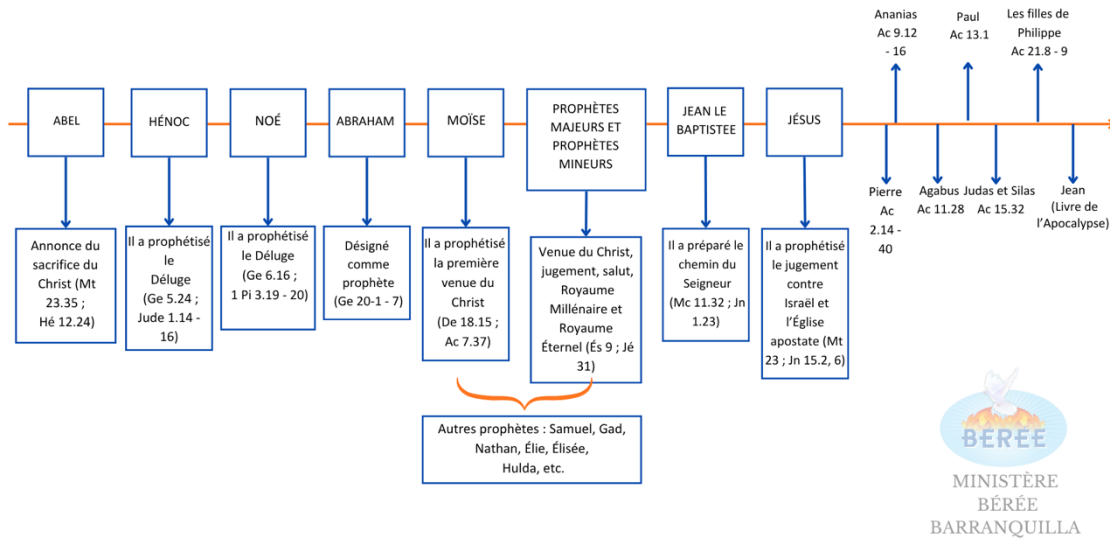 Ananias
Ac 9.12
- 16
Paul
Ac 13.1
Les filles de
Philippe
Ac 21.8 - 9
ABEL
HÉNOC
NOÉ
ABRAHAM
MOÏSE
PROPHÈTES
MAJEURS ET
PROPHÈTES
MINEURS
JEAN LE
BAPTISTEE
JÉSUS
Pierre
Ac
2.14 -
40
Agabus
Ac 11.28
Judas et Silas
Ac 15.32
Jean
(Livre de
l’Apocalypse)
Annonce du
sacrifice du
Christ (Mt
23.35 ;
Hé 12.24)
Il a prophétisé
le
Déluge
(Ge 5.24 ;
Jude 1.14 -
16)
Il a prophétisé
le Déluge
(Ge 6.16 ;
1 Pi 3.19 - 20)
Désigné
comme
prophète
(Ge 20-1 - 7)
Il a prophétisé
la première
venue du
Christ
(De 18.15 ;
Ac 7.37)
Venue du Christ,
jugement, salut,
Royaume
Millénaire et
Royaume
Éternel (És 9 ; Jé
31)
Il a préparé le
chemin du
Seigneur
(Mc 11.32 ; Jn
1.23)
Il a prophétisé
le jugement
contre
Israël et
l’Église
apostate (Mt
23 ; Jn 15.2, 6)
Autres prophètes : Samuel, Gad,
Nathan, Élie, Élisée,
Hulda, etc.
BERÉE
MINISTÈRE
BÉRÉE
BARRANQUILLA